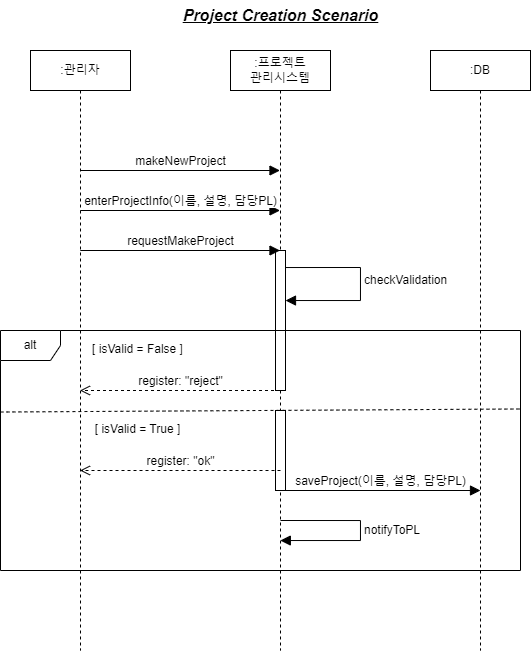 Project Creation Scenario
:관리자
:프로젝트
관리시스템
:DB
makeNewProject
enterProjectInfo(이름, 설명, 담당PL)
requestMakeProject
checkValidation
alt
[ isValid = False ]
register: "reject"
[ isValid = True ]
register: "ok"
saveProject(이름, 설명, 담당PL)
notifyToPL